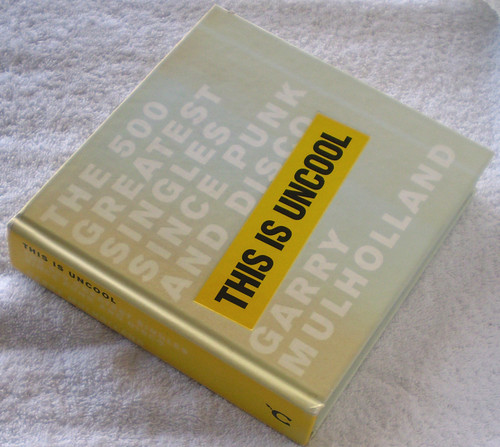 THE 500
GREATEST
SINGLES
SINCE PUNK
AND DISCO
THIS IS UNCOOL
GARRY
MULHOLLAND
THIS IS UNCOOL